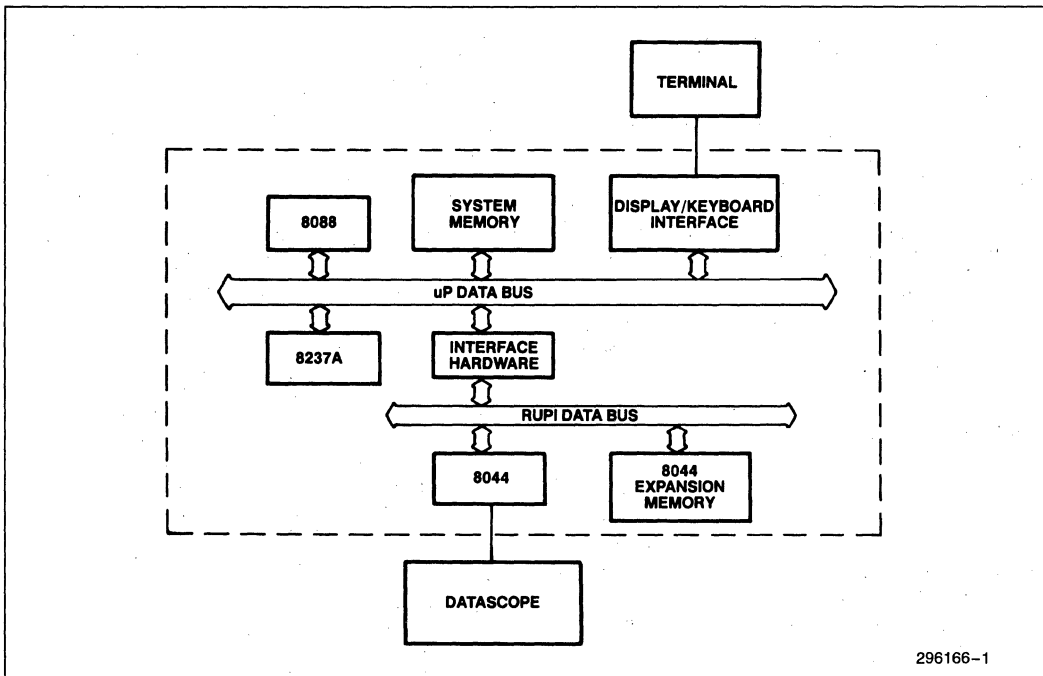 TERMINAL
8088
SYSTEM
MEMORY
DISPLAY/KEYBOARD
INTERFACE
uP DATA BUS
8237A
INTERFACE
HARDWARE
RUPI DATA BUS
8044
8044
EXPANSION
MEMORY
DATASCOPE
296166-1